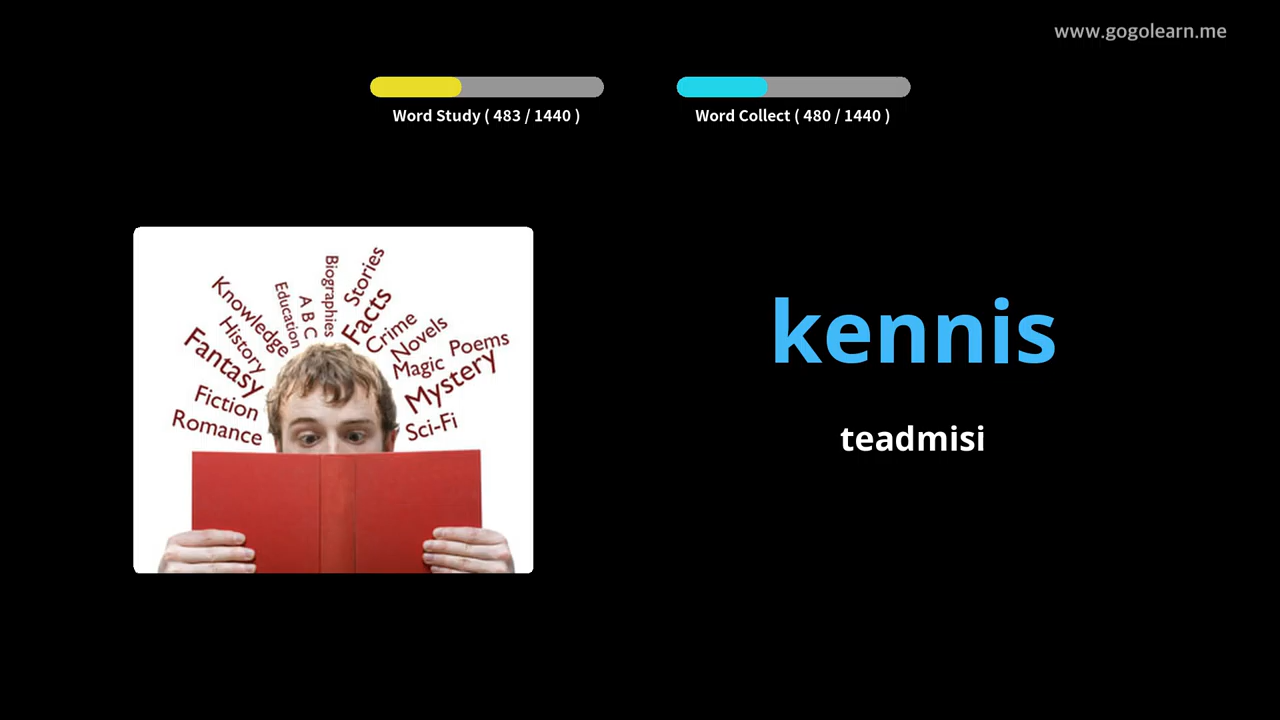 www.gogolearn.me
Word Study ( 483 / 1440 )
Word Collect ( 480 / 1440 )
Romance
Fiction
Fantasy
History
Knowledge
Education
A B C
Biographies
Stories
Facts
Crime
Novels
Magic
Poems
Mystery
Sci-Fi
kennis
teadmisi